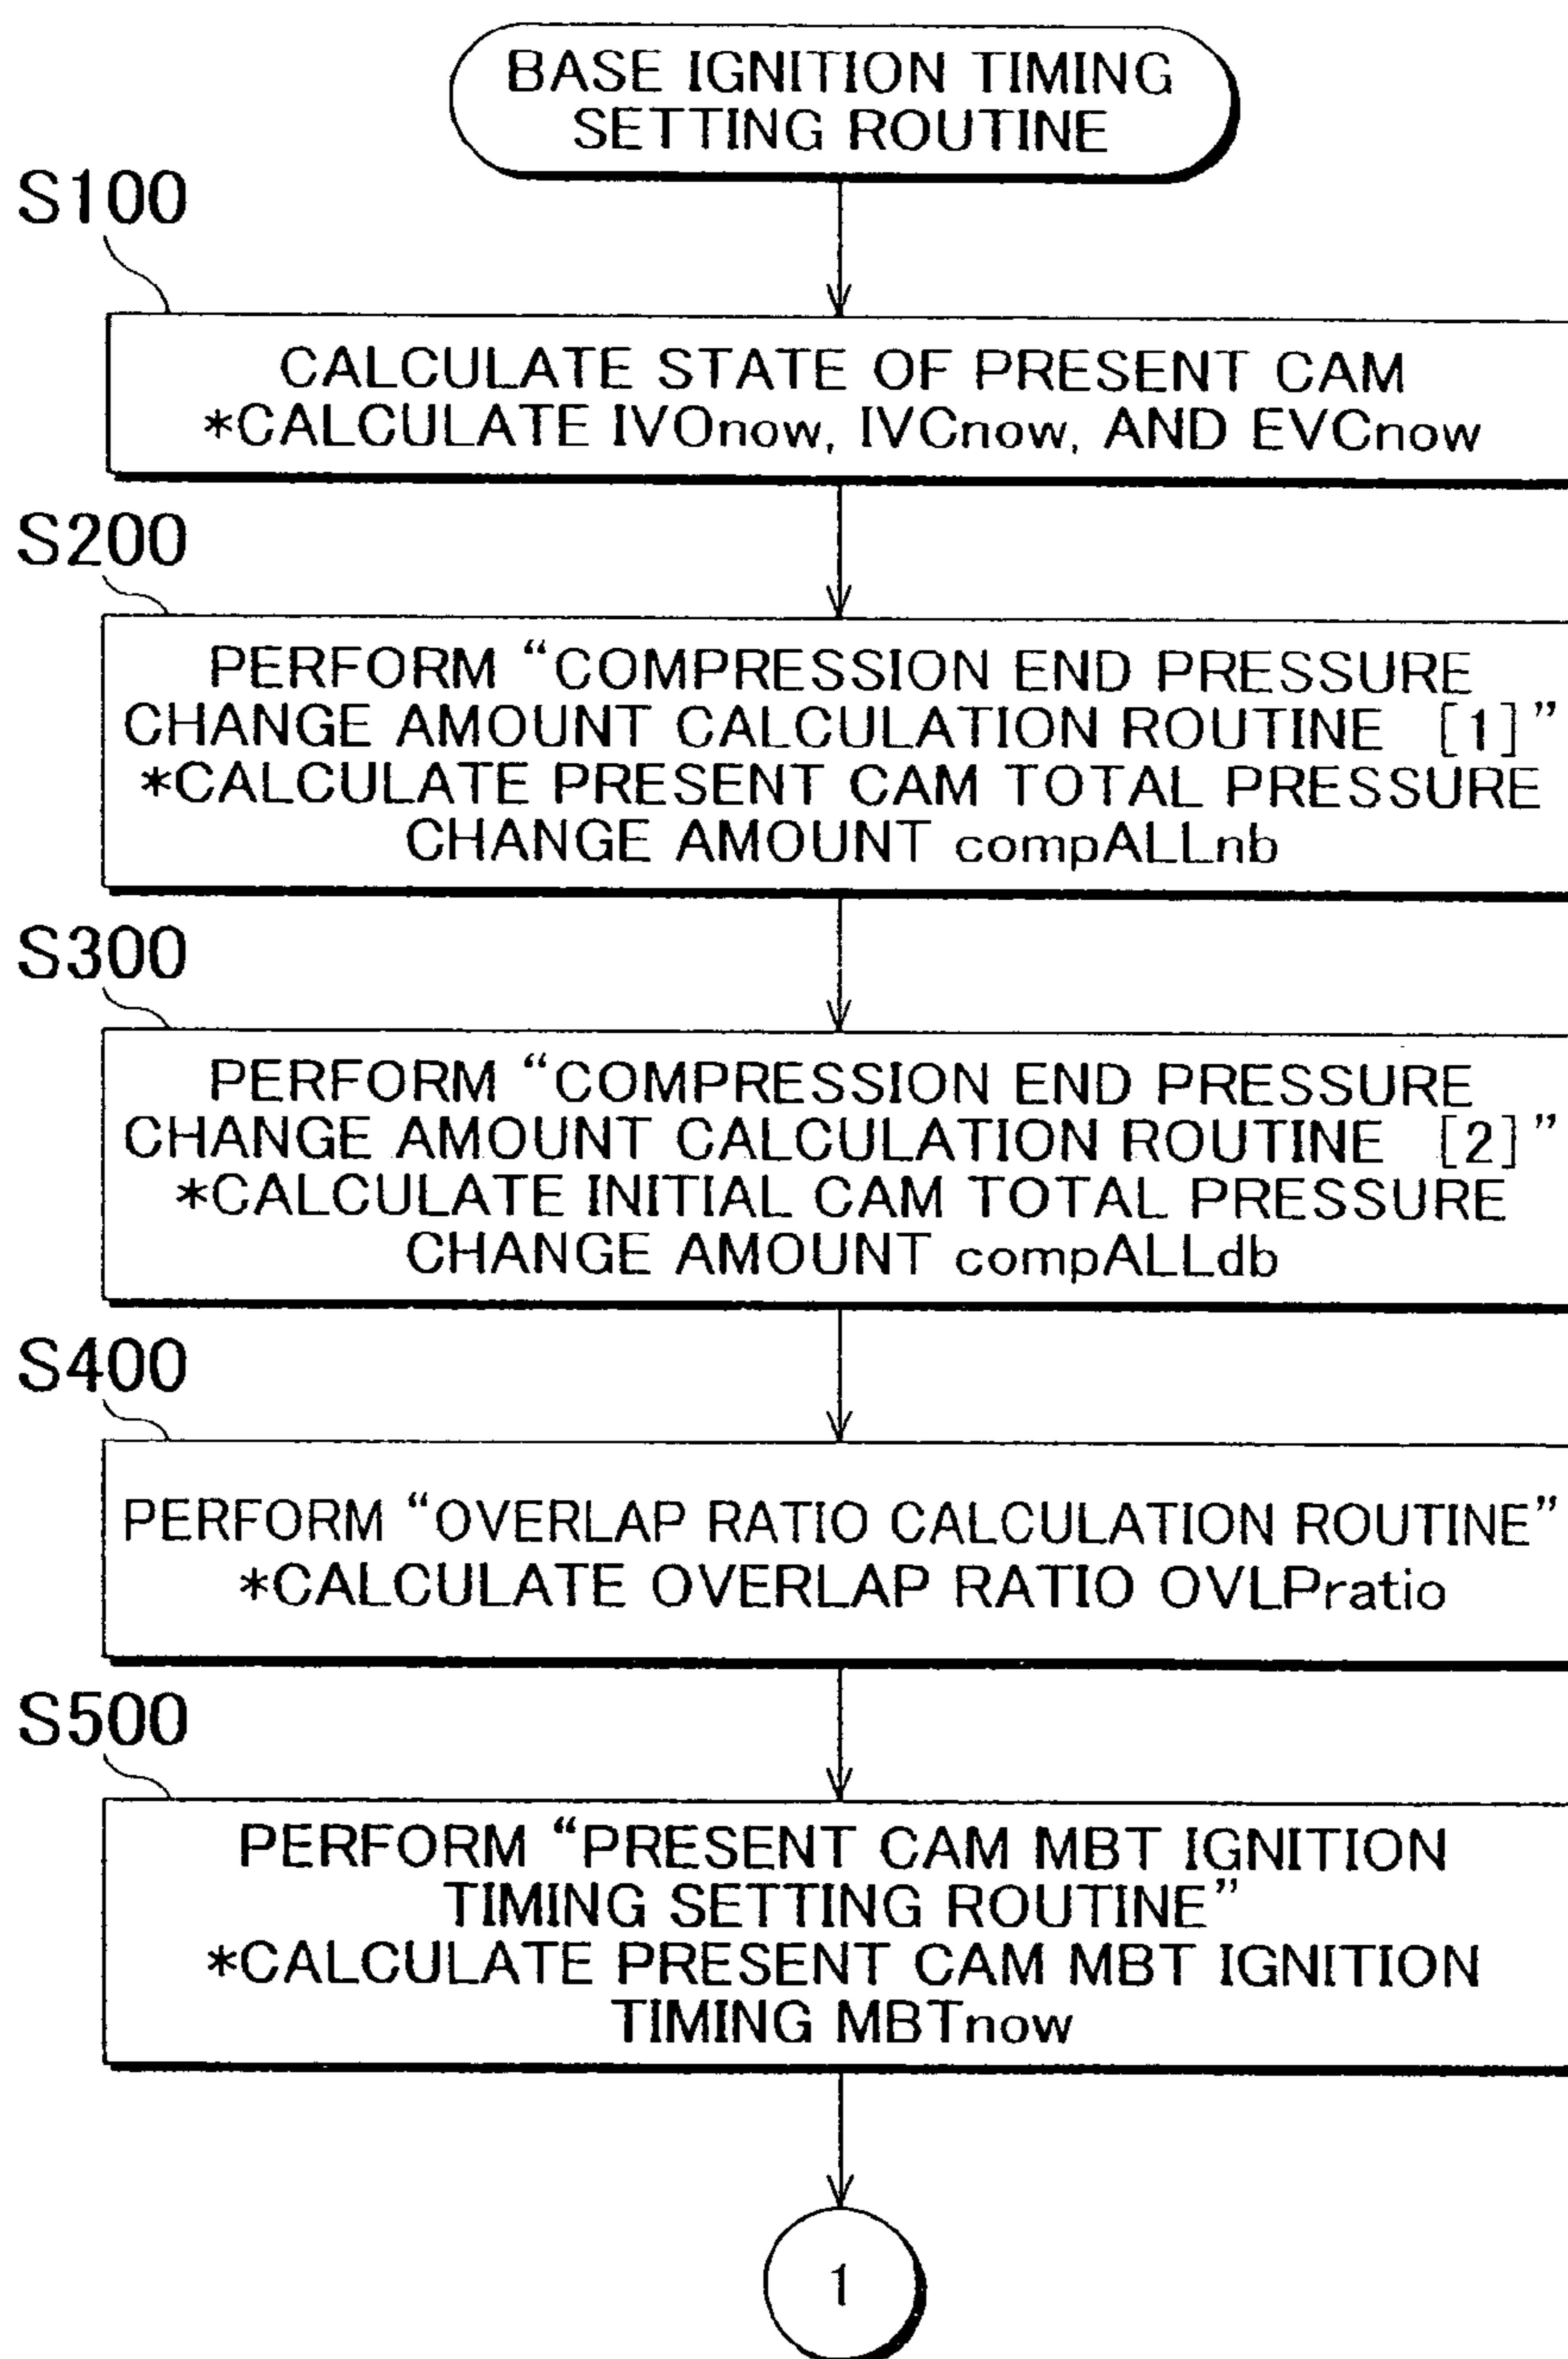 BASE IGNITION TIMING
SETTING ROUTINE
S100
CALCULATE STATE OF PRESENT CAM
*CALCULATE IVOnow, IVCnow, AND EVCnow
S200
PERFORM “COMPRESSION END PRESSURE
CHANGE AMOUNT CALCULATION ROUTINE [1]”
*CALCULATE PRESENT CAM TOTAL PRESSURE
CHANGE AMOUNT compALLnb
S300
PERFORM “COMPRESSION END PRESSURE
CHANGE AMOUNT CALCULATION ROUTINE [2]”
*CALCULATE INITIAL CAM TOTAL PRESSURE
CHANGE AMOUNT compALLdb
S400
PERFORM “OVERLAP RATIO CALCULATION ROUTINE”
*CALCULATE OVERLAP RATIO OVLPratio
S500
PERFORM “PRESENT CAM MBT IGNITION
TIMING SETTING ROUTINE”
*CALCULATE PRESENT CAM MBT IGNITION
TIMING MBTnow
1